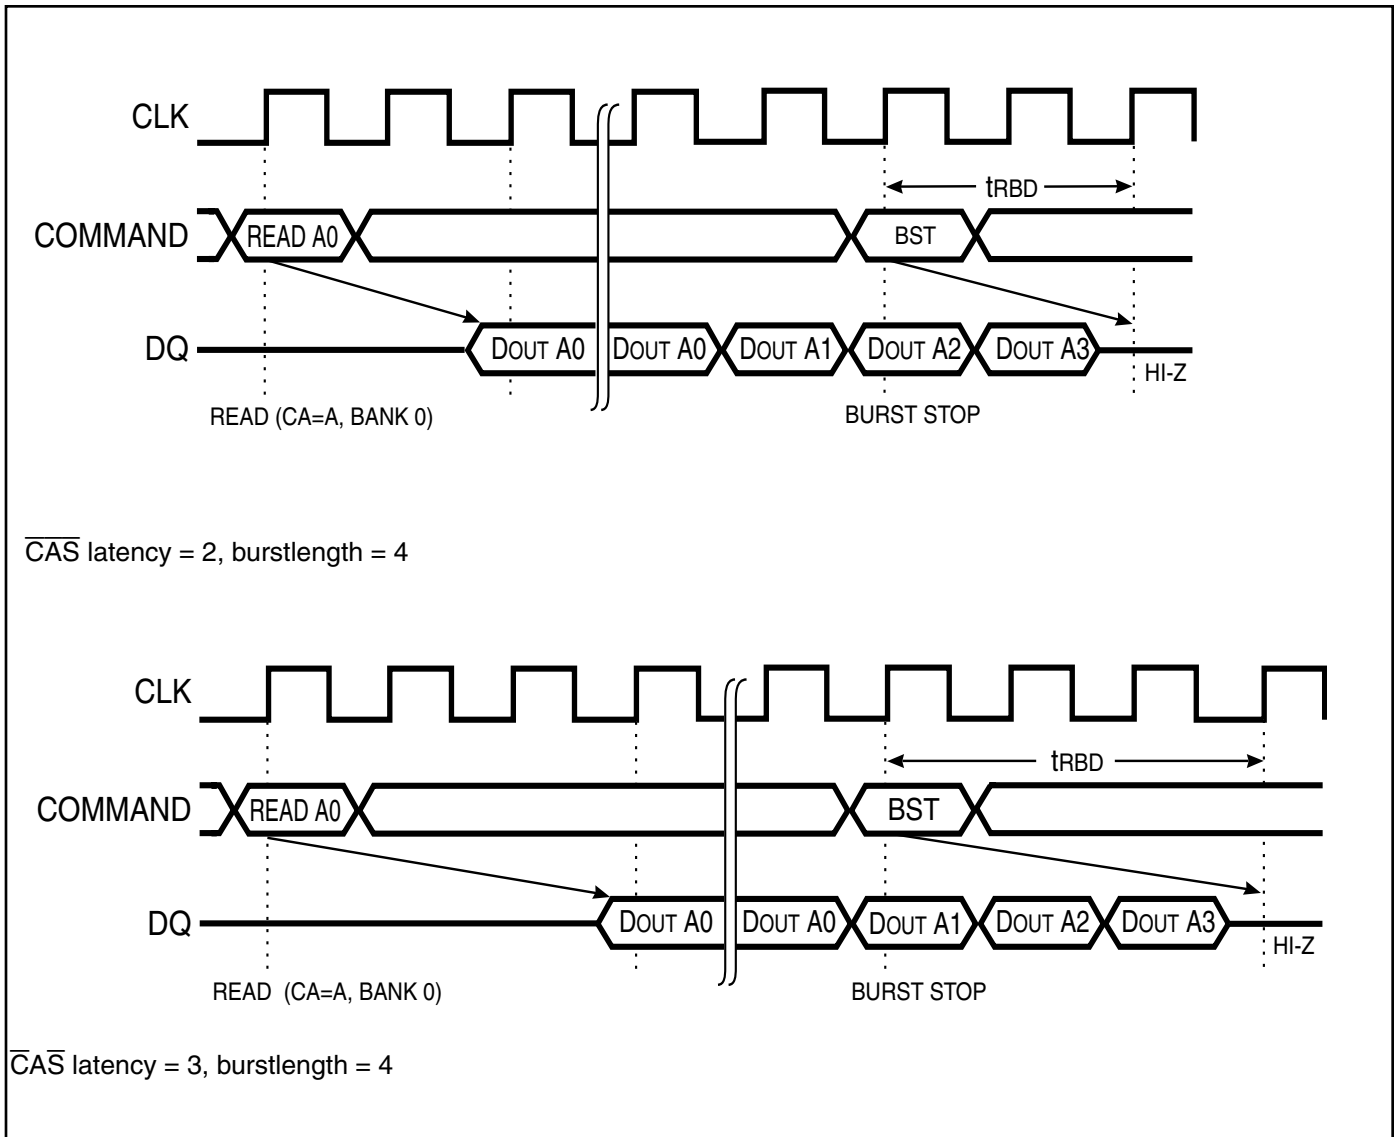 CLK
tRBD
COMMAND READ A0 BST
DQ DOUT A0 DOUT A0 DOUT A1 DOUT A2 DOUT A3
HI-Z
READ (CA=A, BANK 0) BURST STOP
C̅A̅S̅ latency = 2, burstlength = 4
CLK
tRBD
COMMAND READ A0 BST
DQ DOUT A0 DOUT A0 DOUT A1 DOUT A2 DOUT A3
HI-Z
READ (CA=A, BANK 0) BURST STOP
C̅AS̅ latency = 3, burstlength = 4